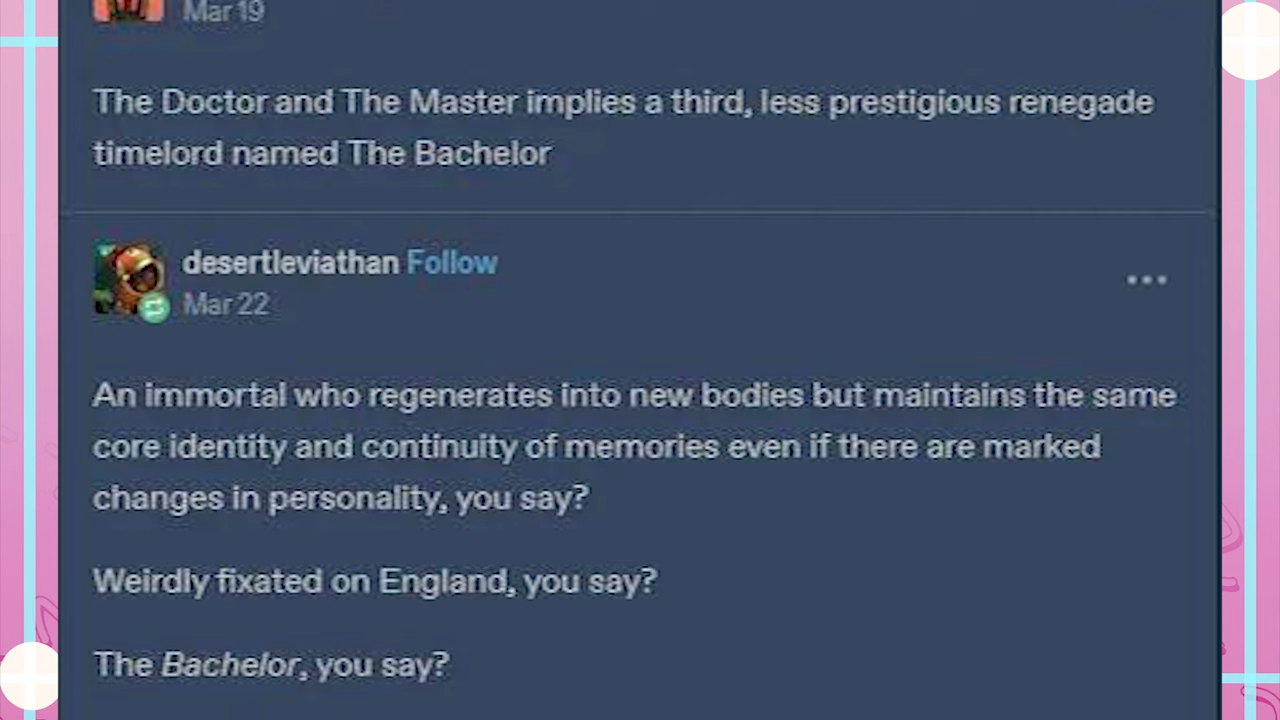 Mar 19
The Doctor and The Master implies a third, less prestigious renegade
timelord named The Bachelor
desertleviathan Follow
Mar 22
An immortal who regenerates into new bodies but maintains the same
core identity and continuity of memories even if there are marked
changes in personality, you say?
Weirdly fixated on England, you say?
The Bachelor, you say?